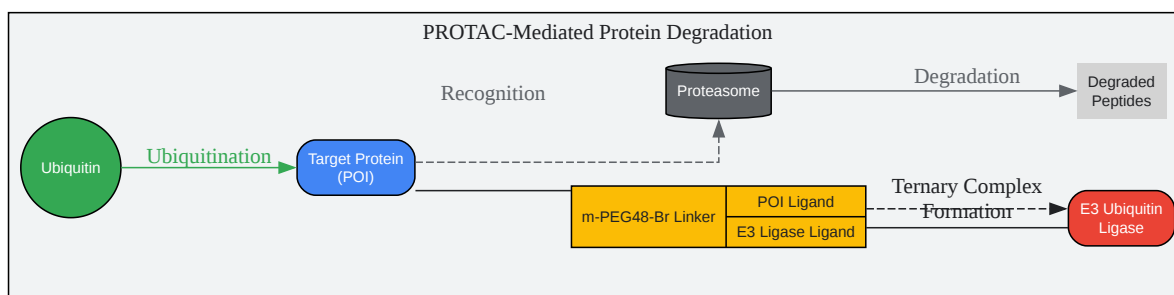 PROTAC-Mediated Protein Degradation
Recognition
Proteasome
Degradation
Degraded
Peptides
Ubiquitin
Ubiquitination
Target Protein
(POI)
m-PEG48-Br Linker
POI Ligand
E3 Ligase Ligand
Ternary Complex
Formation
E3 Ubiquitin
Ligase